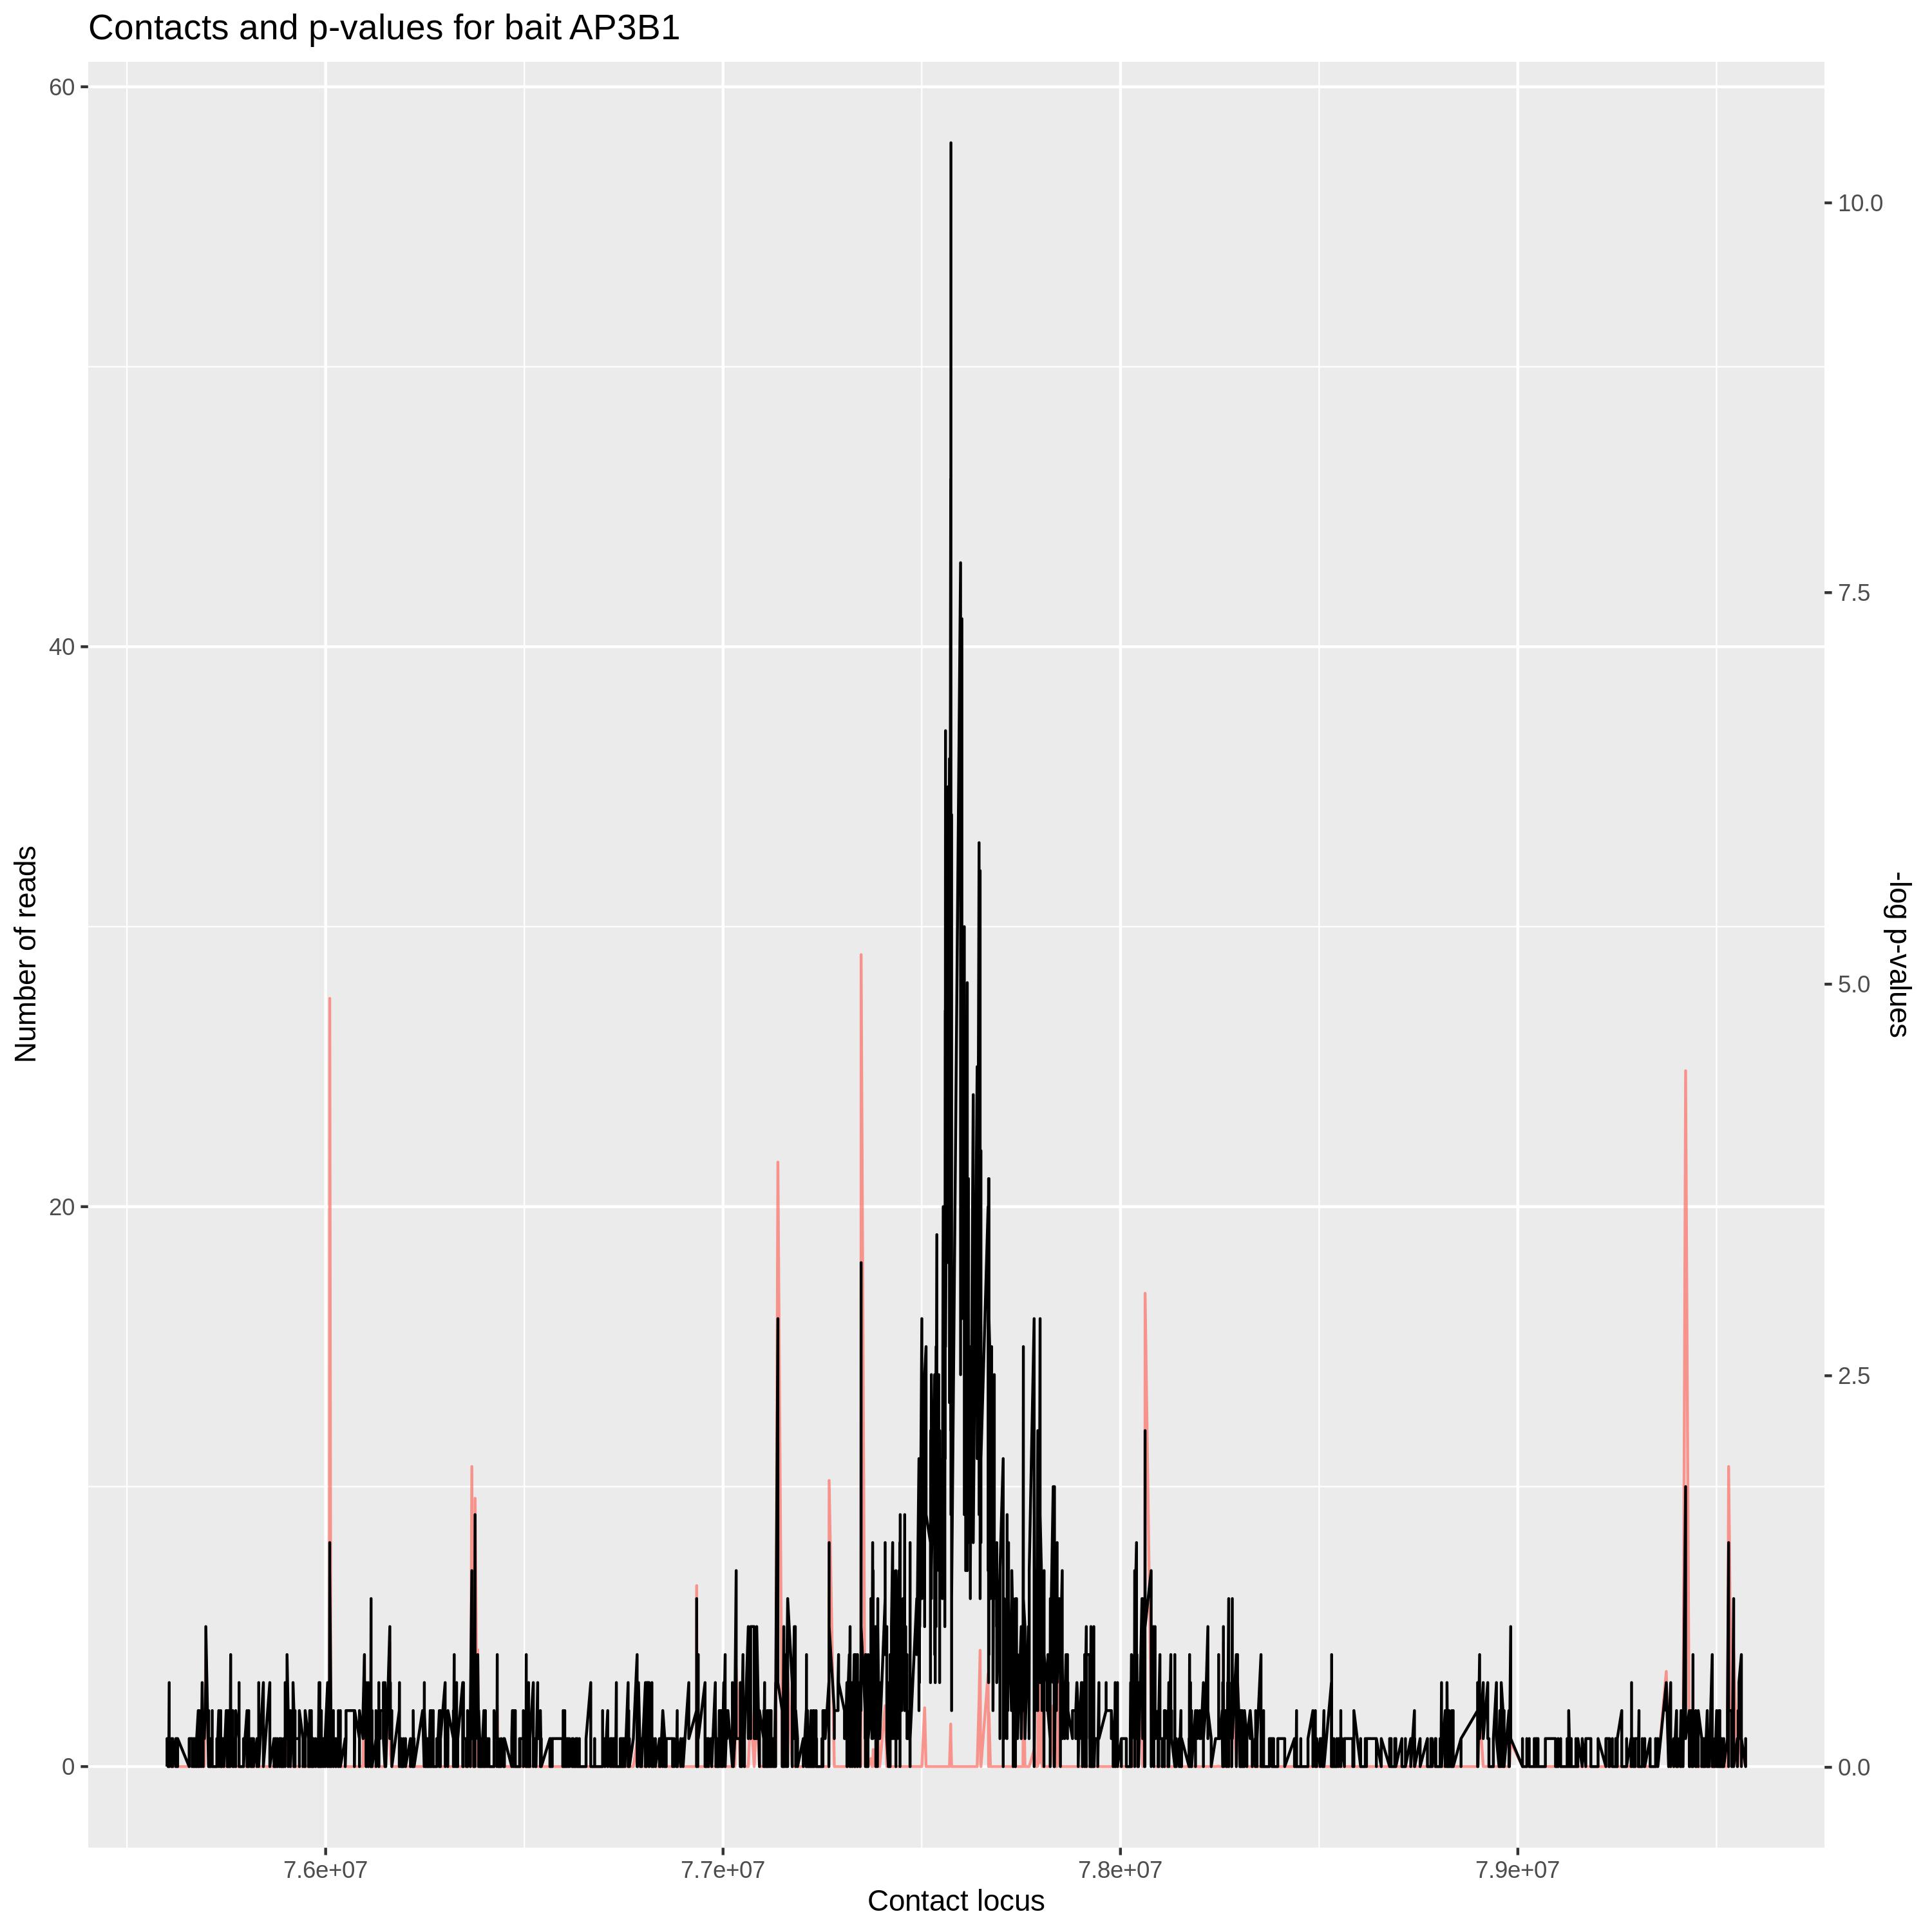 Contacts and p-values for bait AP3B1
60
40
20
0
Number of reads
10.0
7.5
5.0
2.5
0.0
-log p-values
7.6e+07 7.7e+07 7.8e+07 7.9e+07
Contact locus